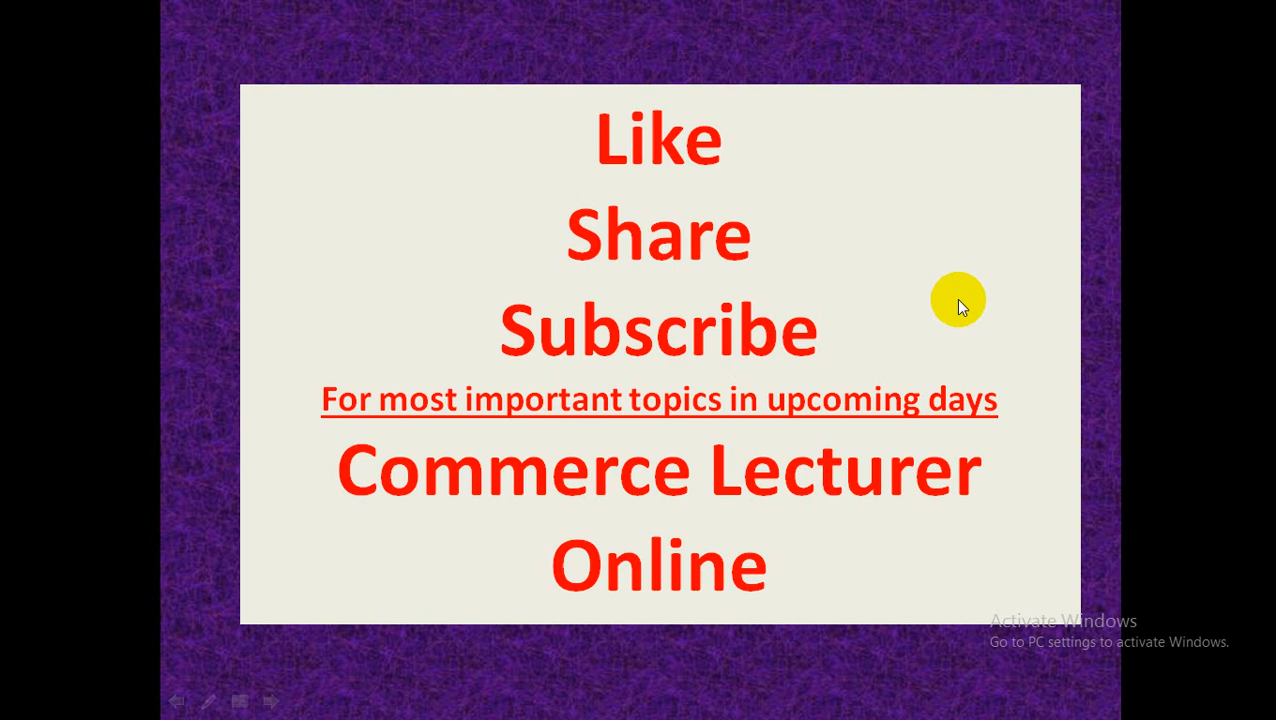 Like
Share
Subscribe
For most important topics in upcoming days
Commerce Lecturer
Online
Activate Windows
Go to PC settings to activate Windows.